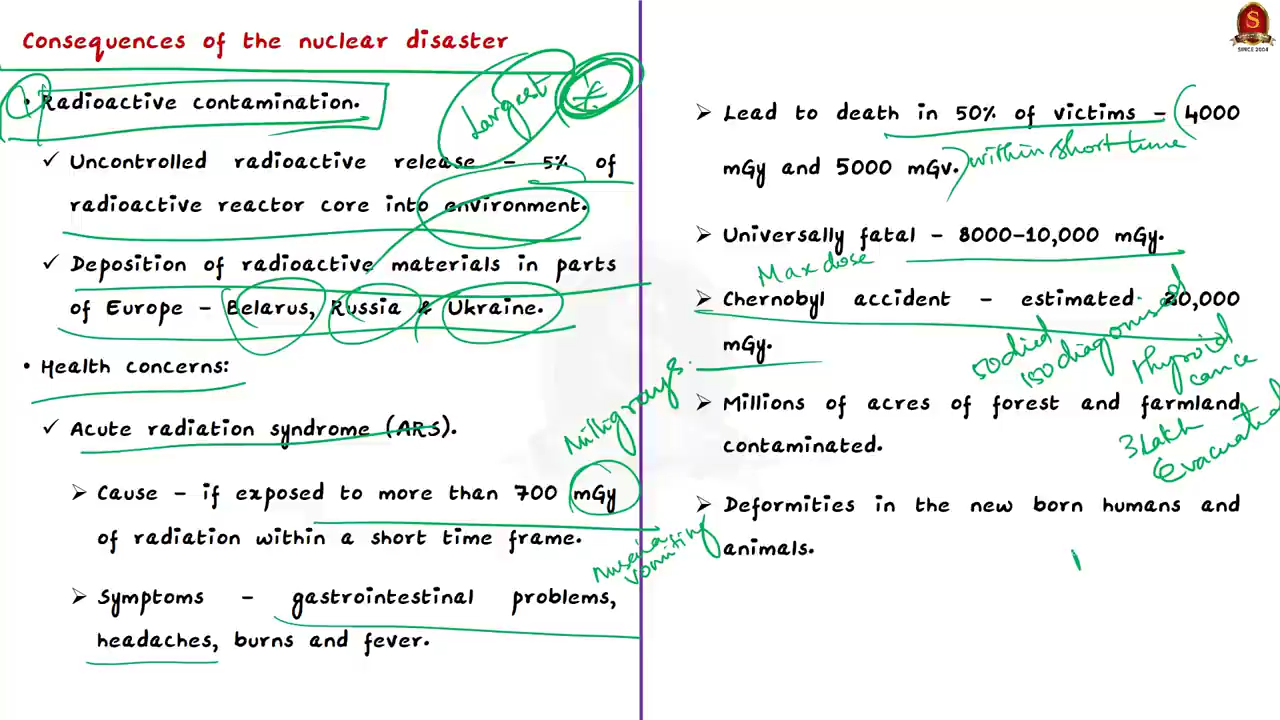 Consequences of the nuclear disaster
• Radioactive contamination.
Largest
✓ Uncontrolled radioactive release – 5% of
radioactive reactor core into environment.
✓ Deposition of radioactive materials in parts
of Europe – Belarus, Russia & Ukraine.
• Health concerns:
✓ Acute radiation syndrome (ARS).
Milligrays
➢ Cause – if exposed to more than 700 mGy
of radiation within a short time frame.
➢ Symptoms – gastrointestinal problems,
headaches, burns and fever.
vomiting
S
SINCE 2004
➢ Lead to death in 50% of victims – 4000
mGy and 5000 mGv.
within short time
➢ Universally fatal – 8000-10,000 mGy.
Max dose
➢ Chernobyl accident – estimated 20,000
mGy.
50 died
150 diagonised
thyroid
cance
➢ Millions of acres of forest and farmland
contaminated.
3 Lakh
evacuated
➢ Deformities in the new born humans and
animals.